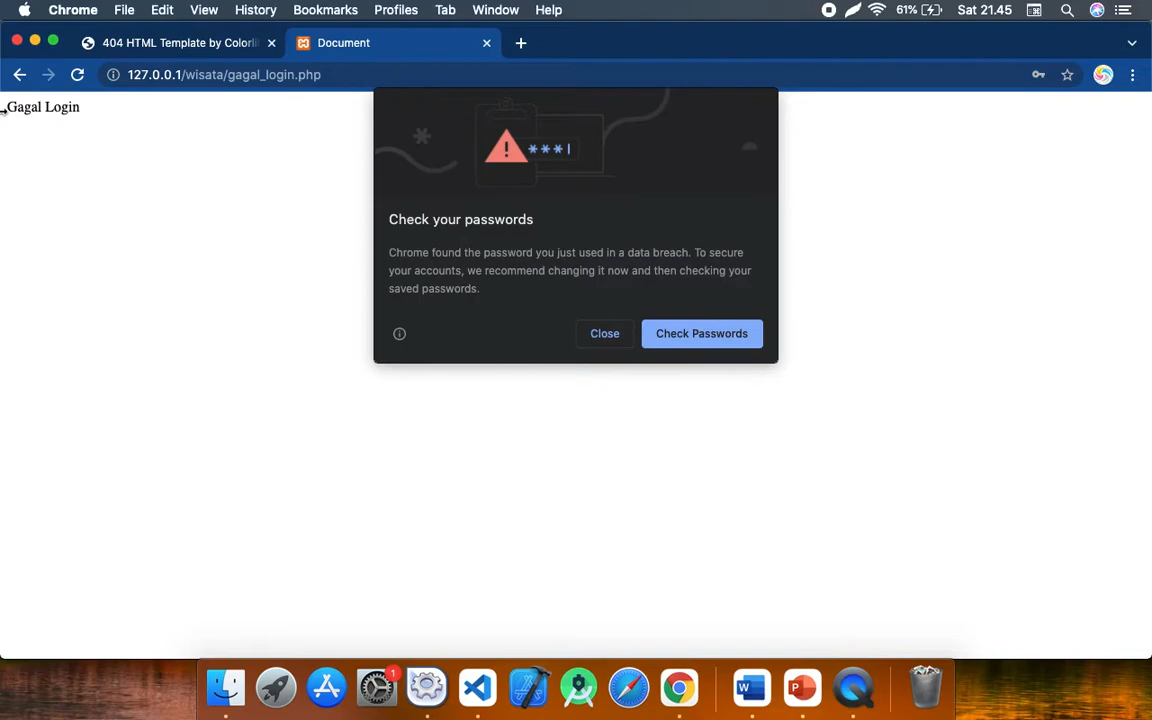 Chrome File Edit View History Bookmarks Profiles Tab Window Help 61% Sat 21.45
404 HTML Template by Colorli Document
127.0.0.1/wisata/gagal_login.php
Gagal Login
***|
Check your passwords
Chrome found the password you just used in a data breach. To secure
your accounts, we recommend changing it now and then checking your
saved passwords.
Close Check Passwords
1